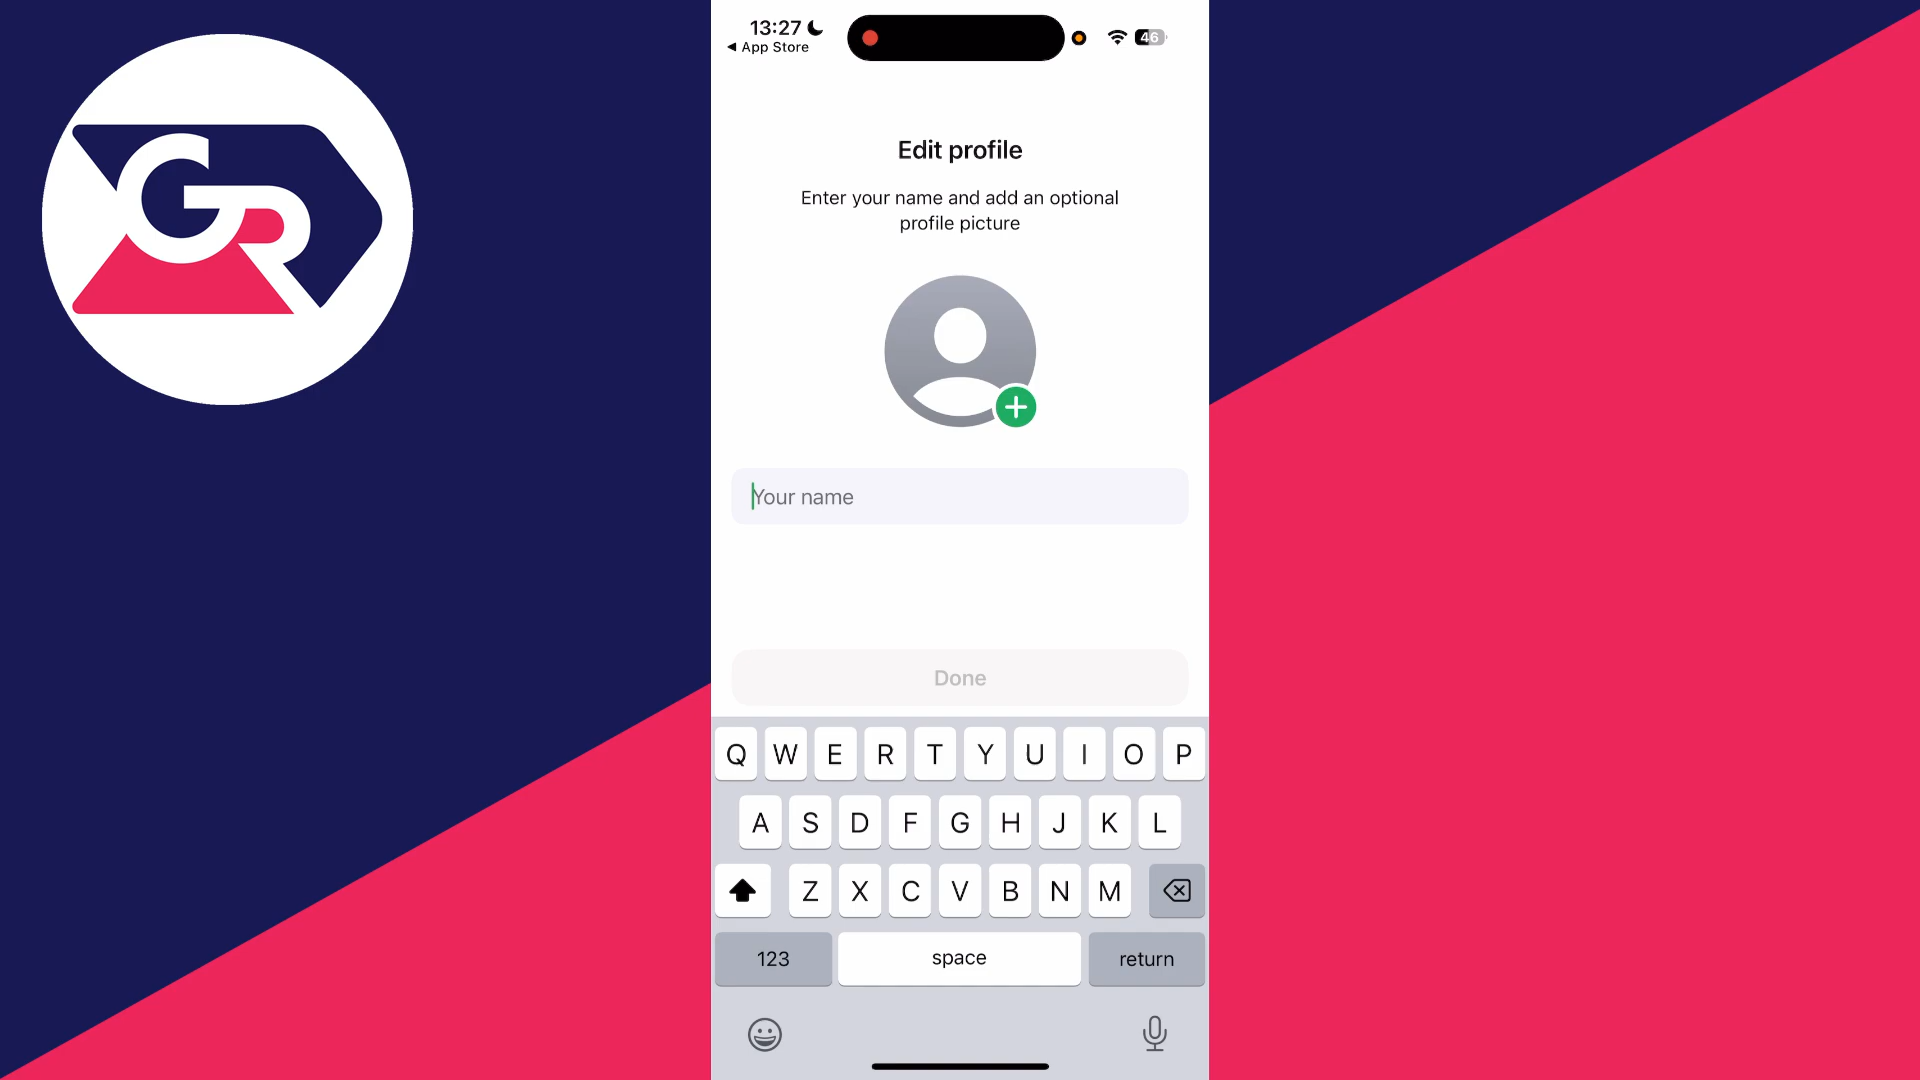 GR
13:27
◀ App Store
46
Edit profile
Enter your name and add an optional
profile picture
Your name
Done
Q W E R T Y U I O P
A S D F G H J K L
Z X C V B N M
123 space return